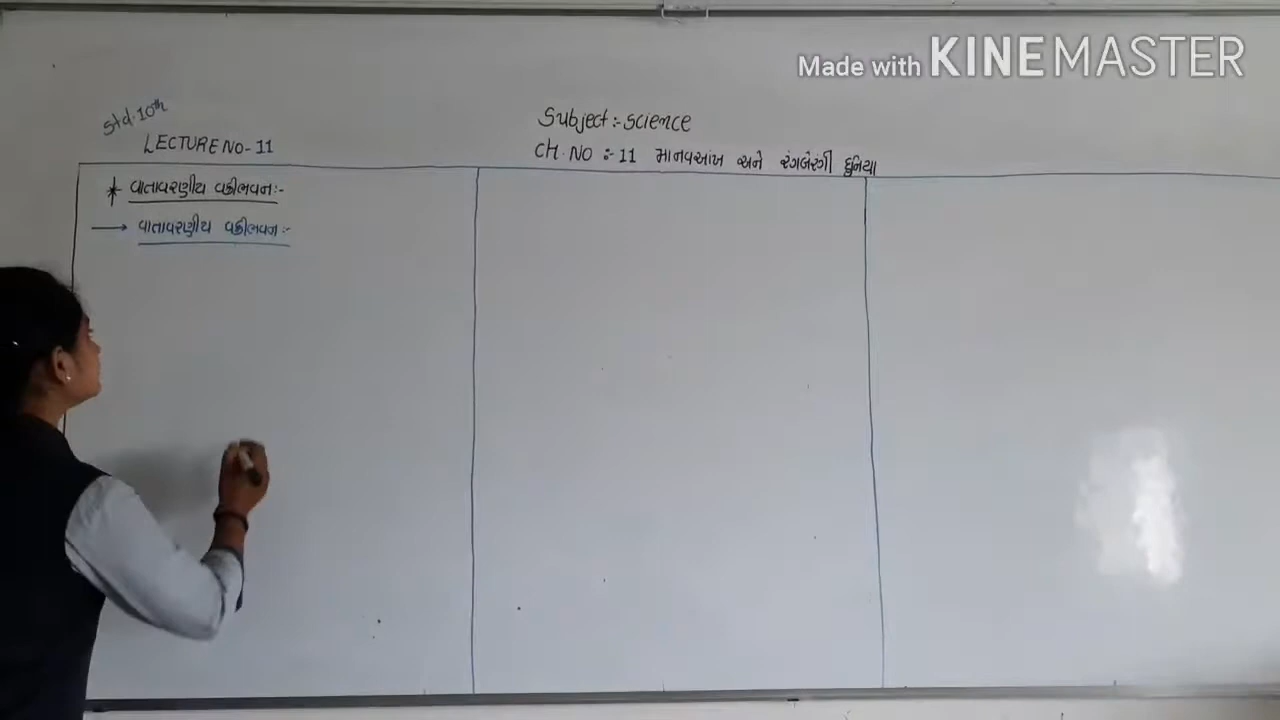 Made with KINEMASTER
Std. 10th
LECTURE NO - 11
Subject :- science
CH. NO :- 11 માનવઆંખ અને રંગબેરંગી દુનિયા
* વાતાવરણીય વક્રીભવન :-
→ વાતાવરણીય વક્રીભવન :-